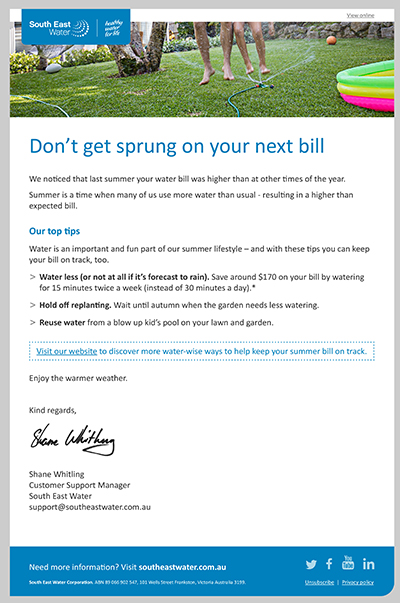 View online
South East
Water
healthy
water
for life
Don't get sprung on your next bill
We noticed that last summer your water bill was higher than at other times of the year.
Summer is a time when many of us use more water than usual - resulting in a higher than
expected bill.
Our top tips
Water is an important and fun part of our summer lifestyle – and with these tips you can keep
your bill on track, too.
> Water less (or not at all if it's forecast to rain). Save around $170 on your bill by watering
for 15 minutes twice a week (instead of 30 minutes a day).*
> Hold off replanting. Wait until autumn when the garden needs less watering.
> Reuse water from a blow up kid's pool on your lawn and garden.
Visit our website to discover more water-wise ways to help keep your summer bill on track.
Enjoy the warmer weather.
Kind regards,
Shane Whitling
Shane Whitling
Customer Support Manager
South East Water
support@southeastwater.com.au
Need more information? Visit southeastwater.com.au
You
Tube
South East Water Corporation. ABN 89 066 902 547, 101 Wells Street Frankston, Victoria Australia 3199.
Unsubscribe | Privacy policy